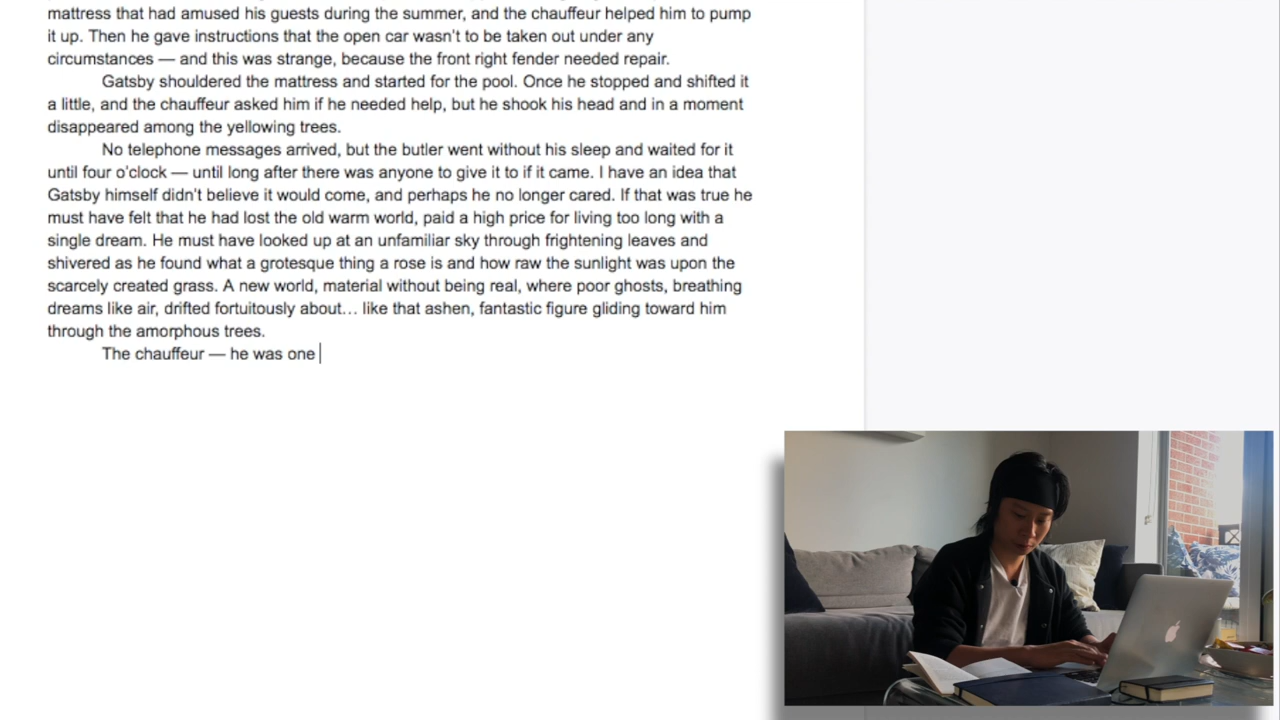 mattress that had amused his guests during the summer, and the chauffeur helped him to pump
it up. Then he gave instructions that the open car wasn't to be taken out under any
circumstances — and this was strange, because the front right fender needed repair.
Gatsby shouldered the mattress and started for the pool. Once he stopped and shifted it
a little, and the chauffeur asked him if he needed help, but he shook his head and in a moment
disappeared among the yellowing trees.
No telephone messages arrived, but the butler went without his sleep and waited for it
until four o'clock — until long after there was anyone to give it to if it came. I have an idea that
Gatsby himself didn't believe it would come, and perhaps he no longer cared. If that was true he
must have felt that he had lost the old warm world, paid a high price for living too long with a
single dream. He must have looked up at an unfamiliar sky through frightening leaves and
shivered as he found what a grotesque thing a rose is and how raw the sunlight was upon the
scarcely created grass. A new world, material without being real, where poor ghosts, breathing
dreams like air, drifted fortuitously about… like that ashen, fantastic figure gliding toward him
through the amorphous trees.
The chauffeur — he was one